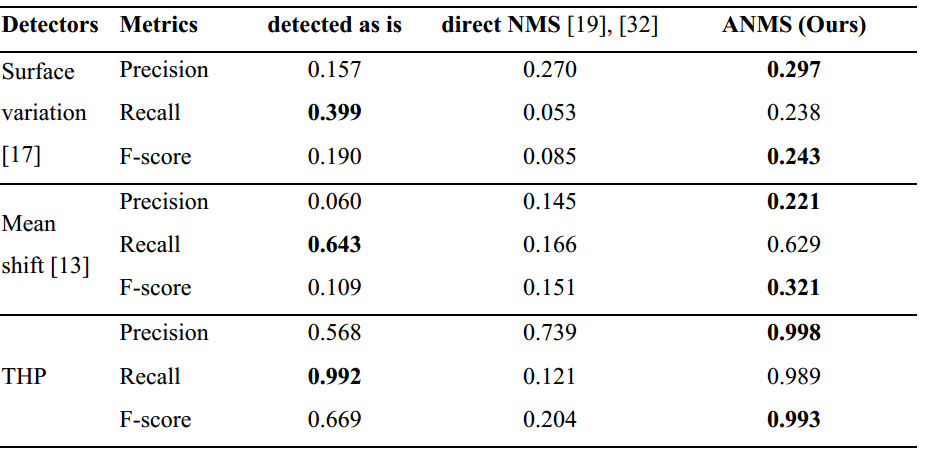 Detectors Metrics detected as is direct NMS [19], [32] ANMS (Ours)
Surface variation [17] Precision 0.157 0.270 0.297
Recall 0.399 0.053 0.238
F-score 0.190 0.085 0.243
Mean shift [13] Precision 0.060 0.145 0.221
Recall 0.643 0.166 0.629
F-score 0.109 0.151 0.321
THP Precision 0.568 0.739 0.998
Recall 0.992 0.121 0.989
F-score 0.669 0.204 0.993